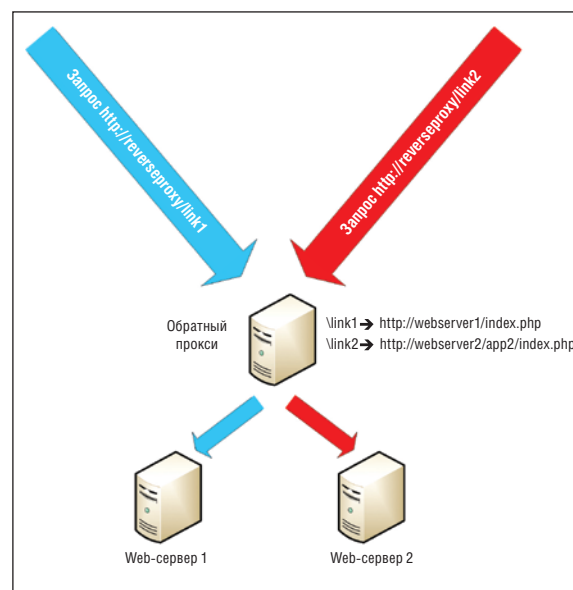 Запрос http://reverseproxy/link1
Запрос http://reverseproxy/link2
Обратный
прокси
\link1➔ http://webserver1/index.php
\link2➔ http://webserver2/app2/index.php
Web-сервер 1
Web-сервер 2